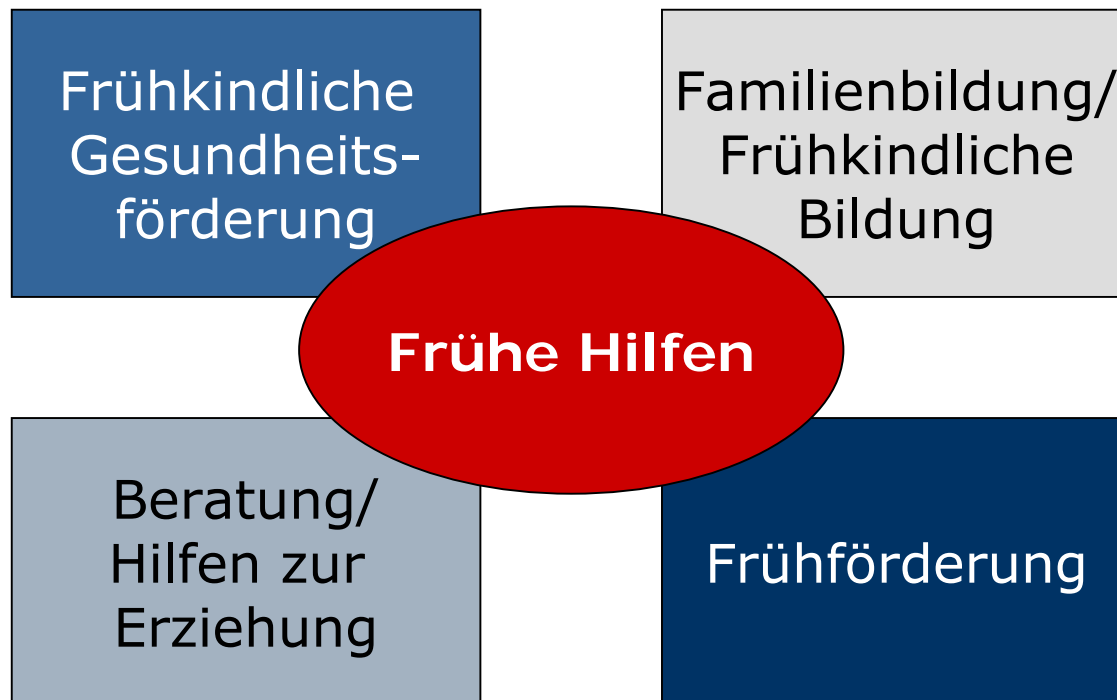 Frühkindliche
Gesundheits-
förderung
Familienbildung/
Frühkindliche
Bildung
Frühe Hilfen
Beratung/
Hilfen zur
Erziehung
Frühförderung